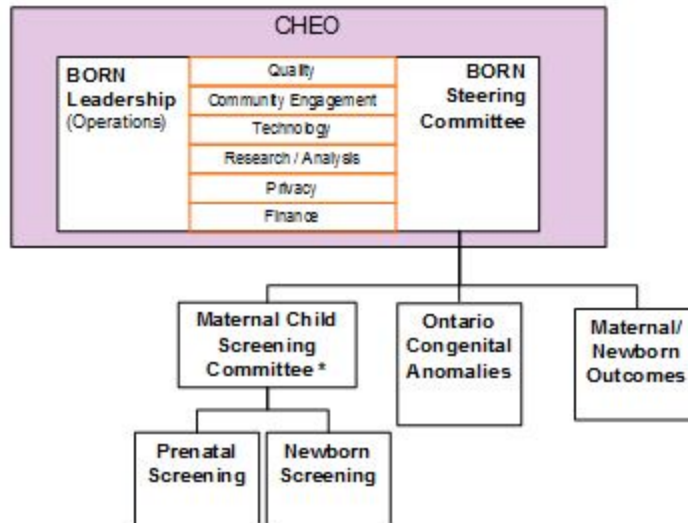 CHEO
BORN
Leadership
(Operations)
Quality
Community Engagement
Technology
Research / Analysis
Privacy
Finance
BORN
Steering
Committee
Maternal Child
Screening
Committee *
Ontario
Congenital
Anomalies
Maternal/
Newborn
Outcomes
Prenatal
Screening
Newborn
Screening